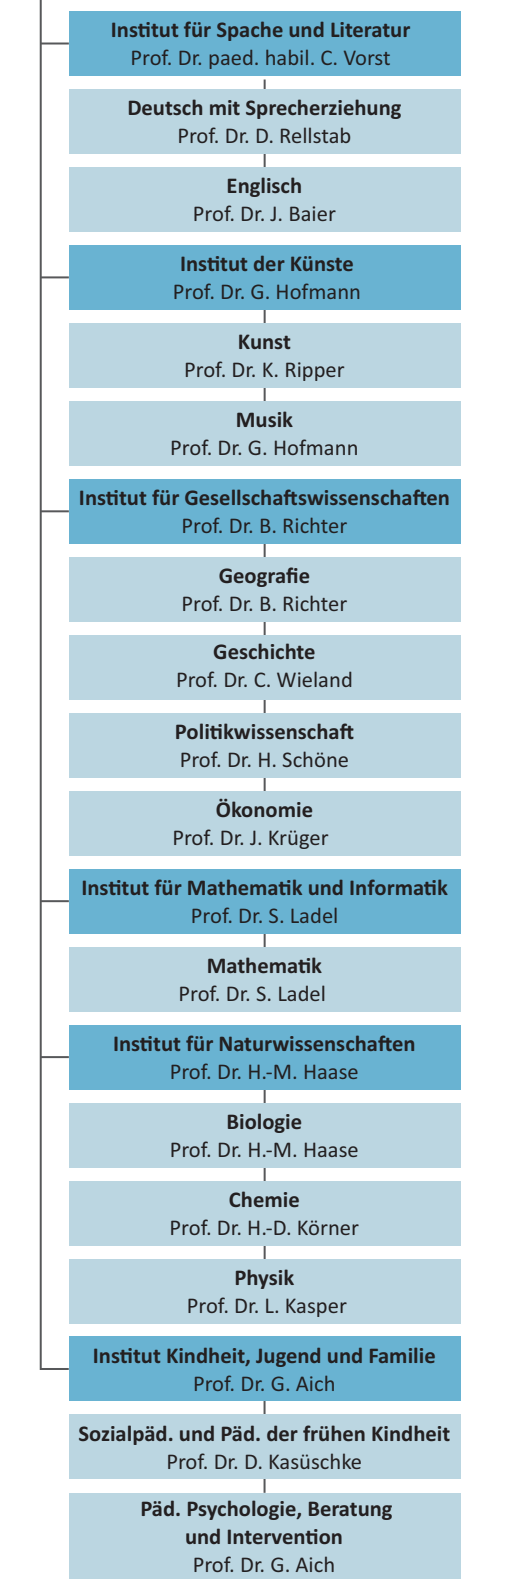 Institut für Spache und Literatur
Prof. Dr. paed. habil. C. Vorst
Deutsch mit Sprecherziehung
Prof. Dr. D. Rellstab
Englisch
Prof. Dr. J. Baier
Institut der Künste
Prof. Dr. G. Hofmann
Kunst
Prof. Dr. K. Ripper
Musik
Prof. Dr. G. Hofmann
Institut für Gesellschaftswissenschaften
Prof. Dr. B. Richter
Geografie
Prof. Dr. B. Richter
Geschichte
Prof. Dr. C. Wieland
Politikwissenschaft
Prof. Dr. H. Schöne
Ökonomie
Prof. Dr. J. Krüger
Institut für Mathematik und Informatik
Prof. Dr. S. Ladel
Mathematik
Prof. Dr. S. Ladel
Institut für Naturwissenschaften
Prof. Dr. H.-M. Haase
Biologie
Prof. Dr. H.-M. Haase
Chemie
Prof. Dr. H.-D. Körner
Physik
Prof. Dr. L. Kasper
Institut Kindheit, Jugend und Familie
Prof. Dr. G. Aich
Sozialpäd. und Päd. der frühen Kindheit
Prof. Dr. D. Kasüschke
Päd. Psychologie, Beratung
und Intervention
Prof. Dr. G. Aich